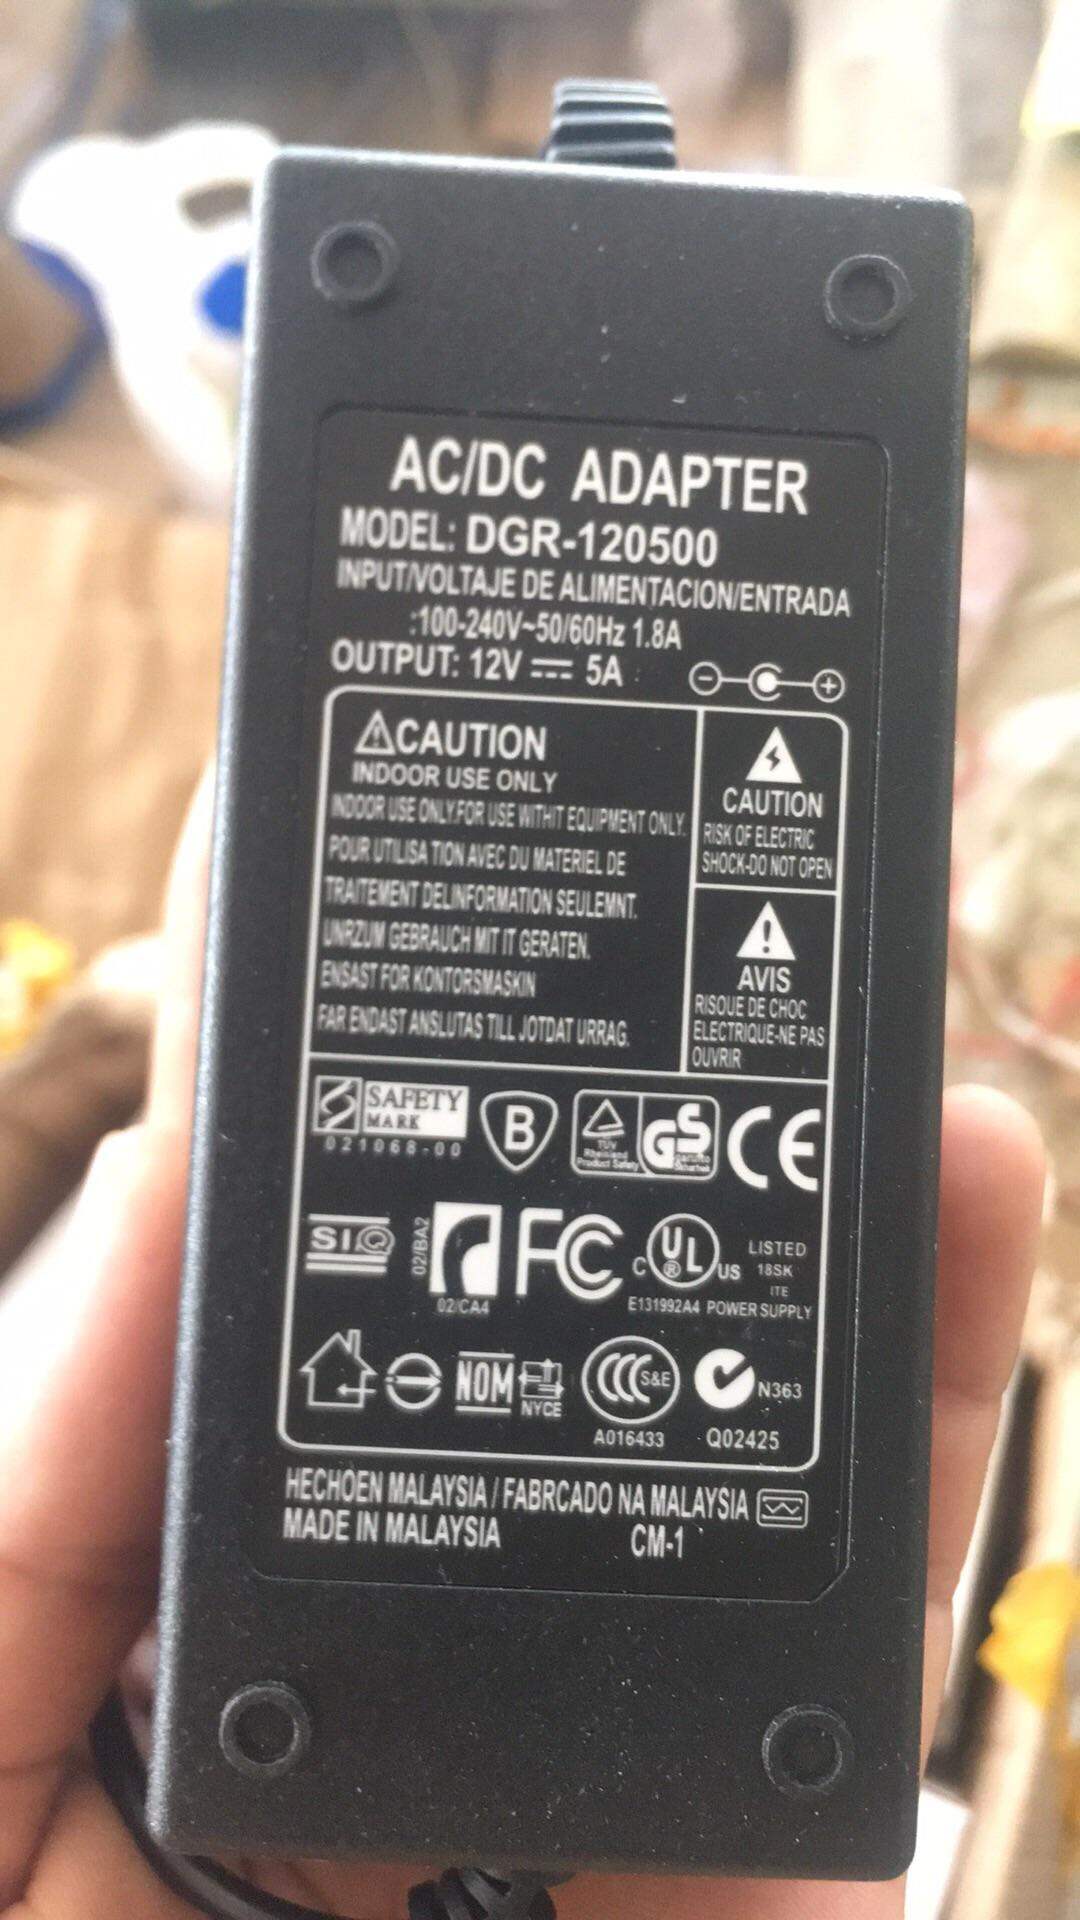 AC/DC ADAPTER
MODEL: DGR-120500
INPUT/VOLTAJE DE ALIMENTACION/ENTRADA
:100-240V~50/60Hz 1.8A
OUTPUT: 12V 5A
CAUTION
INDOOR USE ONLY
INDOOR USE ONLY.FOR USE WITHIT EQUIPMENT ONLY.
POUR UTILISA TION AVEC DU MATERIEL DE
TRAITEMENT DELINFORMATION SEULEMNT.
UNRZUM GEBRAUCH MIT IT GERATEN.
ENSAST FOR KONTORSMASKIN
FAR ENDAST ANSLUTAS TILL JOTDAT URRAG.
CAUTION
RISK OF ELECTRIC
SHOCK-DO NOT OPEN
AVIS
RISOUE DE CHOC
ELECTRIQUE-NE PAS
OUVRIR
SAFETY
MARK
021068-00
B
TUV
Rheinland
Product Safety
GS
CE
SIQ
02/BA2
02/CA4
FC
C UL US
®
LISTED
18SK
ITE
E131992A4 POWER SUPPLY
NOM
NYCE
CCC S&E
A016433
N363
Q02425
HECHOEN MALAYSIA / FABRCADO NA MALAYSIA
MADE IN MALAYSIA CM-1